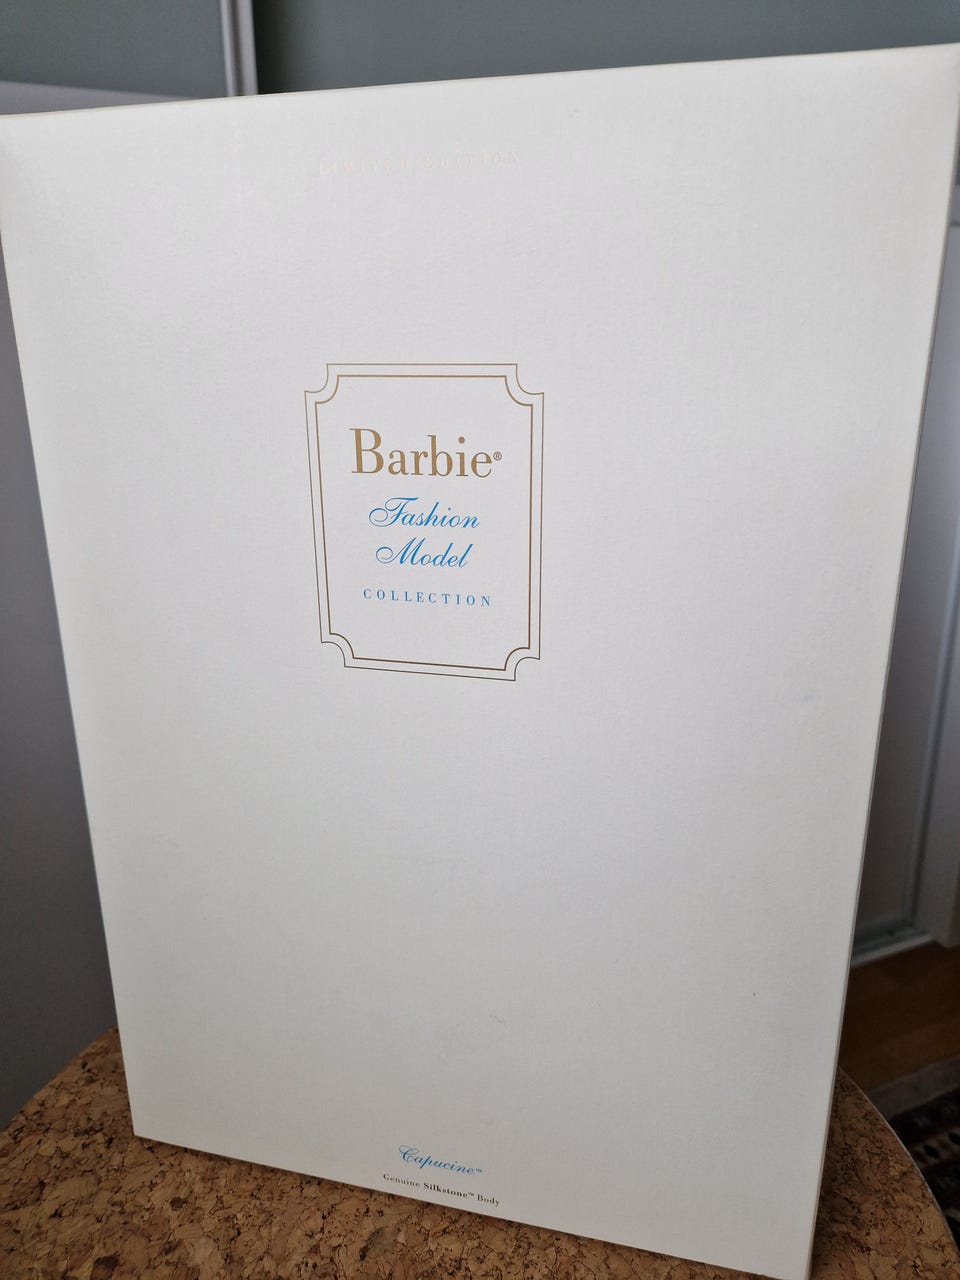 LIMITED EDITION
Barbie®
Fashion
Model
COLLECTION
Capucine™
Genuine Silkstone™ Body